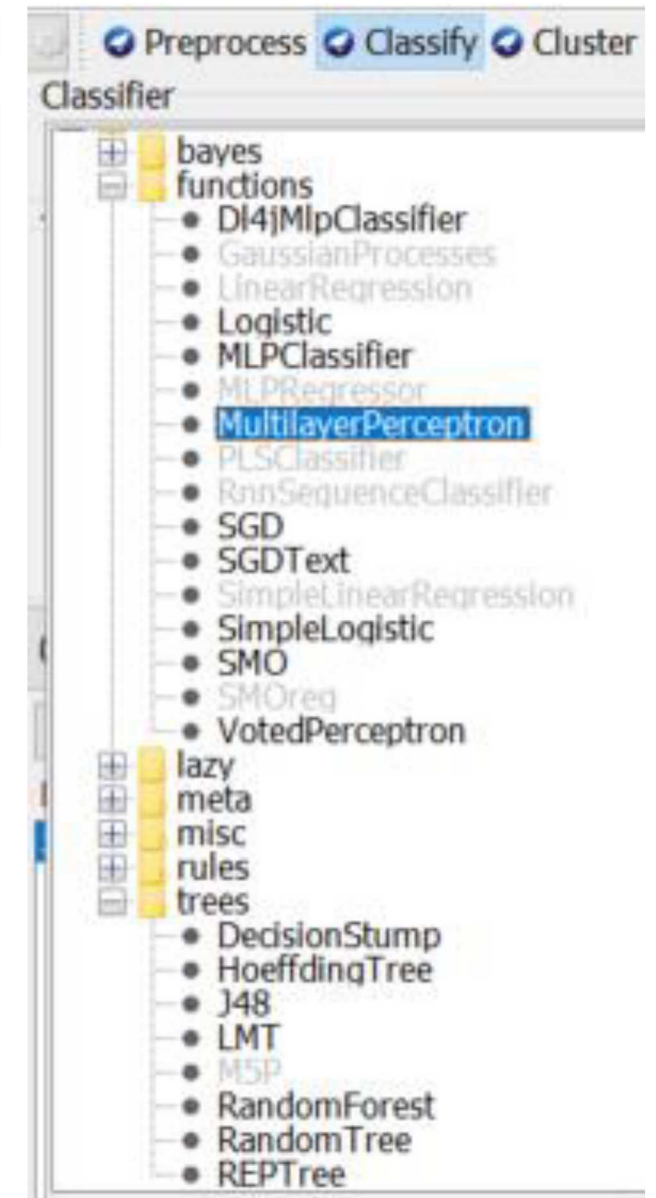 Preprocess Classify Cluster
Classifier
bayes
functions
Dl4jMlpClassifier
GaussianProcesses
LinearRegression
Logistic
MLPClassifier
MLPRegressor
MultilayerPerceptron
PLSClassifier
RnnSequenceClassifier
SGD
SGDText
SimpleLinearRegression
SimpleLogistic
SMO
SMOreg
VotedPerceptron
lazy
meta
misc
rules
trees
DecisionStump
HoeffdingTree
J48
LMT
M5P
RandomForest
RandomTree
REPTree